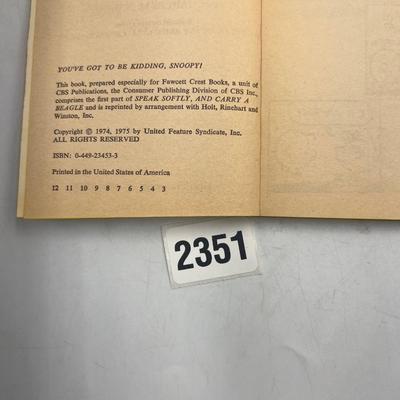 YOU'VE GOT TO BE KIDDING, SNOOPY!
This book, prepared especially for Fawcett Crest Books, a unit of
CBS Publications, the Consumer Publishing Division of CBS Inc.,
comprises the first part of SPEAK SOFTLY, AND CARRY A
BEAGLE and is reprinted by arrangement with Holt, Rinehart and
Winston, Inc.
Copyright © 1974, 1975 by United Feature Syndicate, Inc.
ALL RIGHTS RESERVED
ISBN: 0-449-23453-3
Printed in the United States of America
12 11 10 9 8 7 6 5 4 3
2351